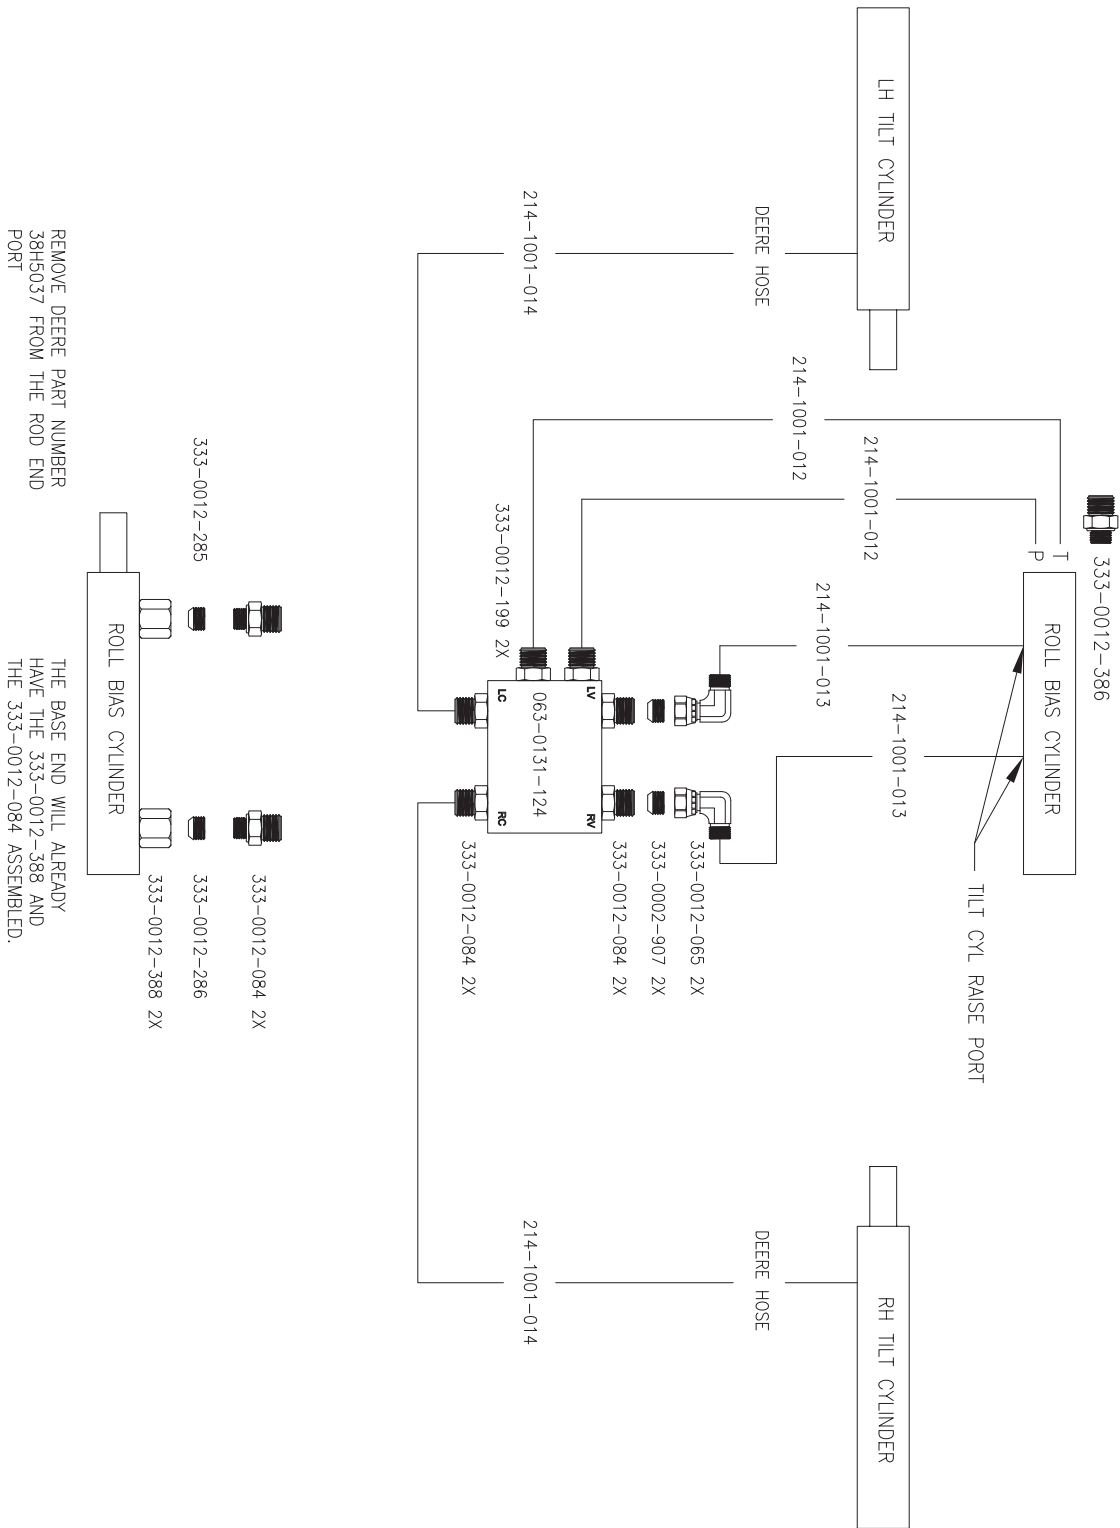 333-0012-386
T
P
ROLL BIAS CYLINDER
TILT CYL RAISE PORT
LH TILT CYLINDER
RH TILT CYLINDER
214-1001-012
214-1001-012
214-1001-013
214-1001-013
DEERE HOSE
DEERE HOSE
333-0012-065 2X
333-0002-907 2X
333-0012-084 2X
LV
RV
063-0131-124
LC
RC
333-0012-199 2X
333-0012-084 2X
214-1001-014
214-1001-014
333-0012-084 2X
333-0012-285
333-0012-286
333-0012-388 2X
ROLL BIAS CYLINDER
REMOVE DEERE PART NUMBER
38H5037 FROM THE ROD END
PORT
THE BASE END WILL ALREADY
HAVE THE 333-0012-388 AND
THE 333-0012-084 ASSEMBLED.